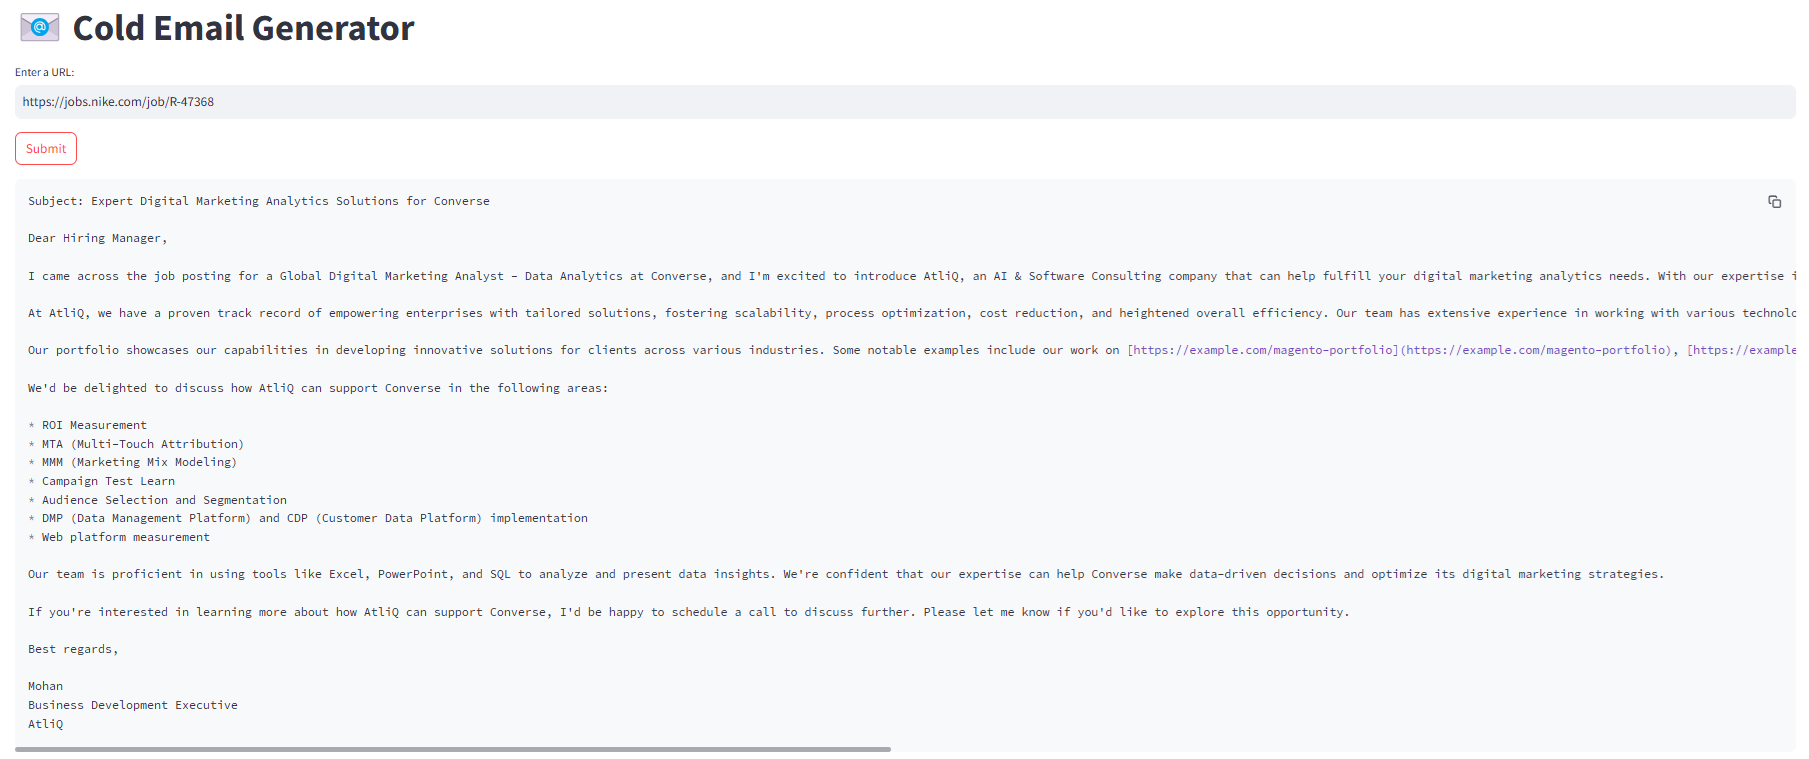 Cold Email Generator
Enter a URL:
https://jobs.nike.com/job/R-47368
Submit
Subject: Expert Digital Marketing Analytics Solutions for Converse
Dear Hiring Manager,
I came across the job posting for a Global Digital Marketing Analyst - Data Analytics at Converse, and I'm excited to introduce AtliQ, an AI & Software Consulting company that can help fulfill your digital marketing analytics needs. With our expertise
At AtliQ, we have a proven track record of empowering enterprises with tailored solutions, fostering scalability, process optimization, cost reduction, and heightened overall efficiency. Our team has extensive experience in working with various technolo
Our portfolio showcases our capabilities in developing innovative solutions for clients across various industries. Some notable examples include our work on [https://example.com/magento-portfolio](https://example.com/magento-portfolio), [https://example
We'd be delighted to discuss how AtliQ can support Converse in the following areas:
* ROI Measurement
* MTA (Multi-Touch Attribution)
* MMM (Marketing Mix Modeling)
* Campaign Test Learn
* Audience Selection and Segmentation
* DMP (Data Management Platform) and CDP (Customer Data Platform) implementation
* Web platform measurement
Our team is proficient in using tools like Excel, PowerPoint, and SQL to analyze and present data insights. We're confident that our expertise can help Converse make data-driven decisions and optimize its digital marketing strategies.
If you're interested in learning more about how AtliQ can support Converse, I'd be happy to schedule a call to discuss further. Please let me know if you'd like to explore this opportunity.
Best regards,
Mohan
Business Development Executive
AtliQ